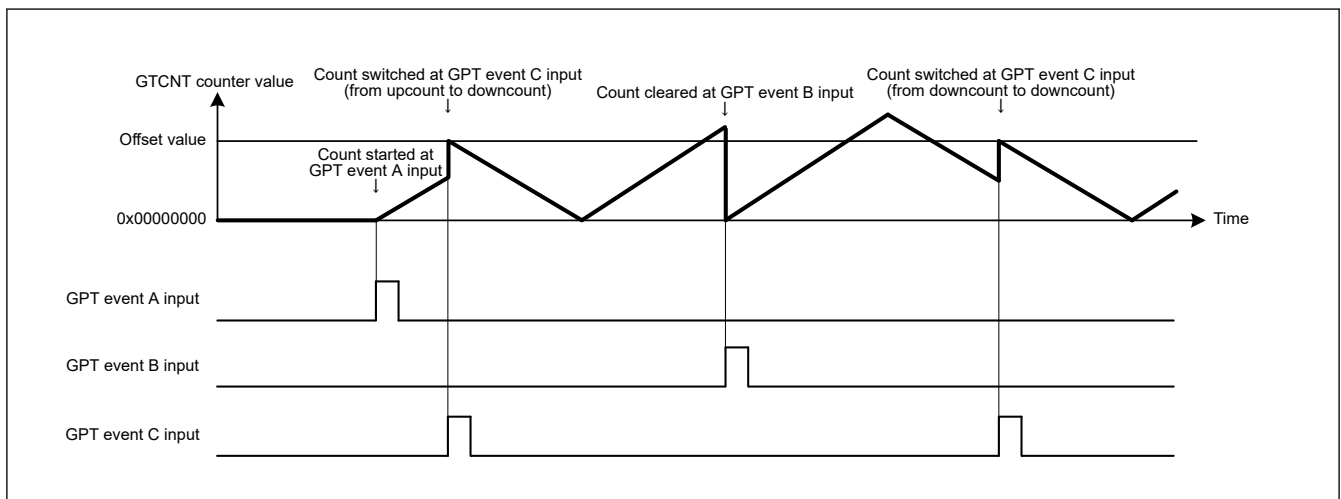 GTCNT counter value
Count switched at GPT event C input
(from upcount to downcount)
↓
Count cleared at GPT event B input
↓
Count switched at GPT event C input
(from downcount to downcount)
↓
Offset value
Count started at
GPT event A input
↓
0x00000000
Time
GPT event A input
GPT event B input
GPT event C input